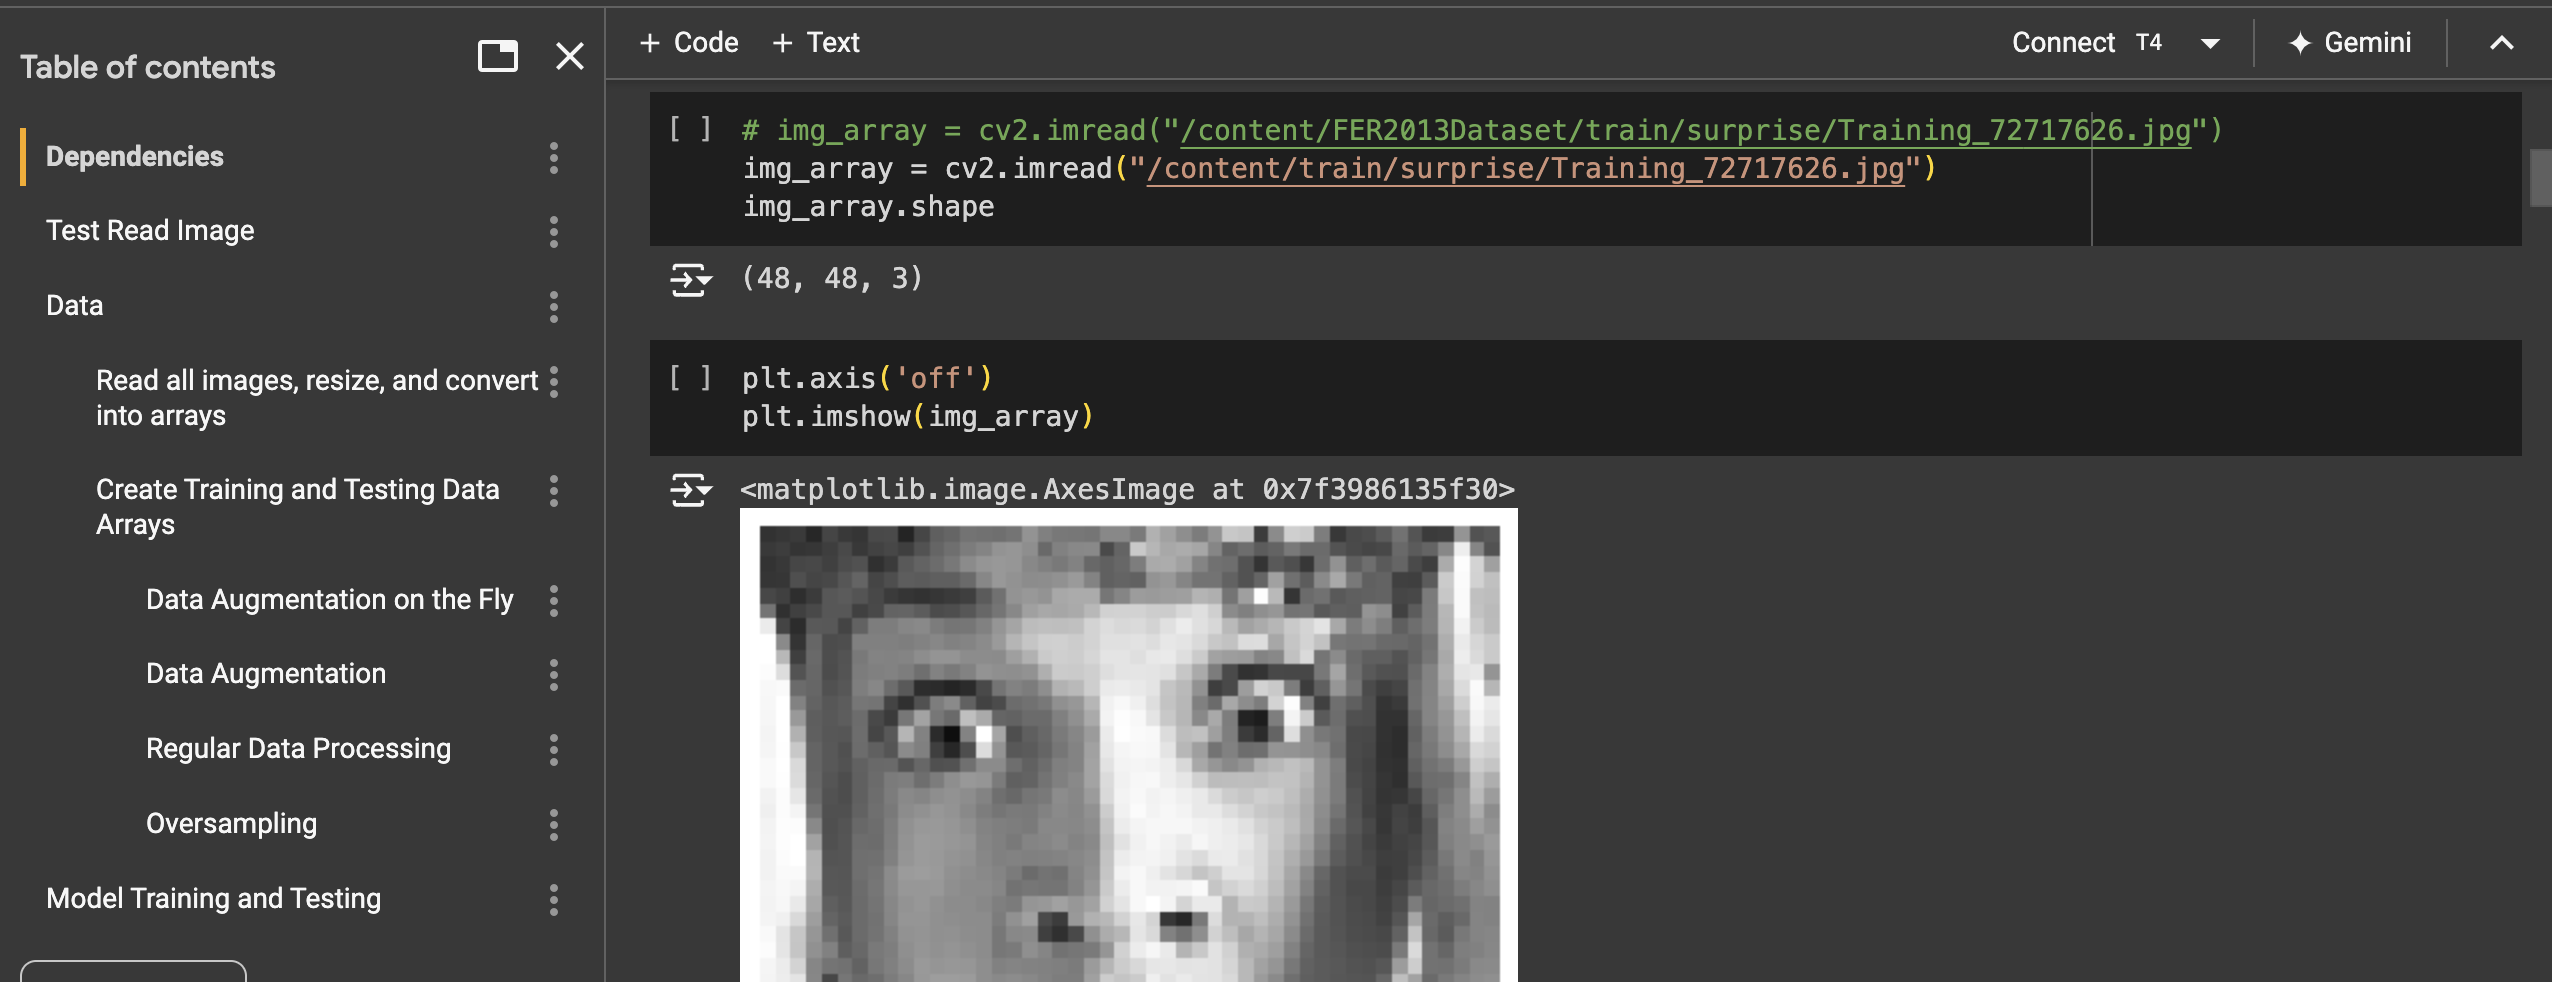 Table of contents
Dependencies
Test Read Image
Data
Read all images, resize, and convert
into arrays
Create Training and Testing Data
Arrays
Data Augmentation on the Fly
Data Augmentation
Regular Data Processing
Oversampling
Model Training and Testing
+ Code + Text
Connect T4
Gemini
[ ] # img_array = cv2.imread("/content/FER2013Dataset/train/surprise/Training_72717626.jpg")
img_array = cv2.imread("/content/train/surprise/Training_72717626.jpg")
img_array.shape
(48, 48, 3)
[ ] plt.axis('off')
plt.imshow(img_array)
<matplotlib.image.AxesImage at 0x7f3986135f30>